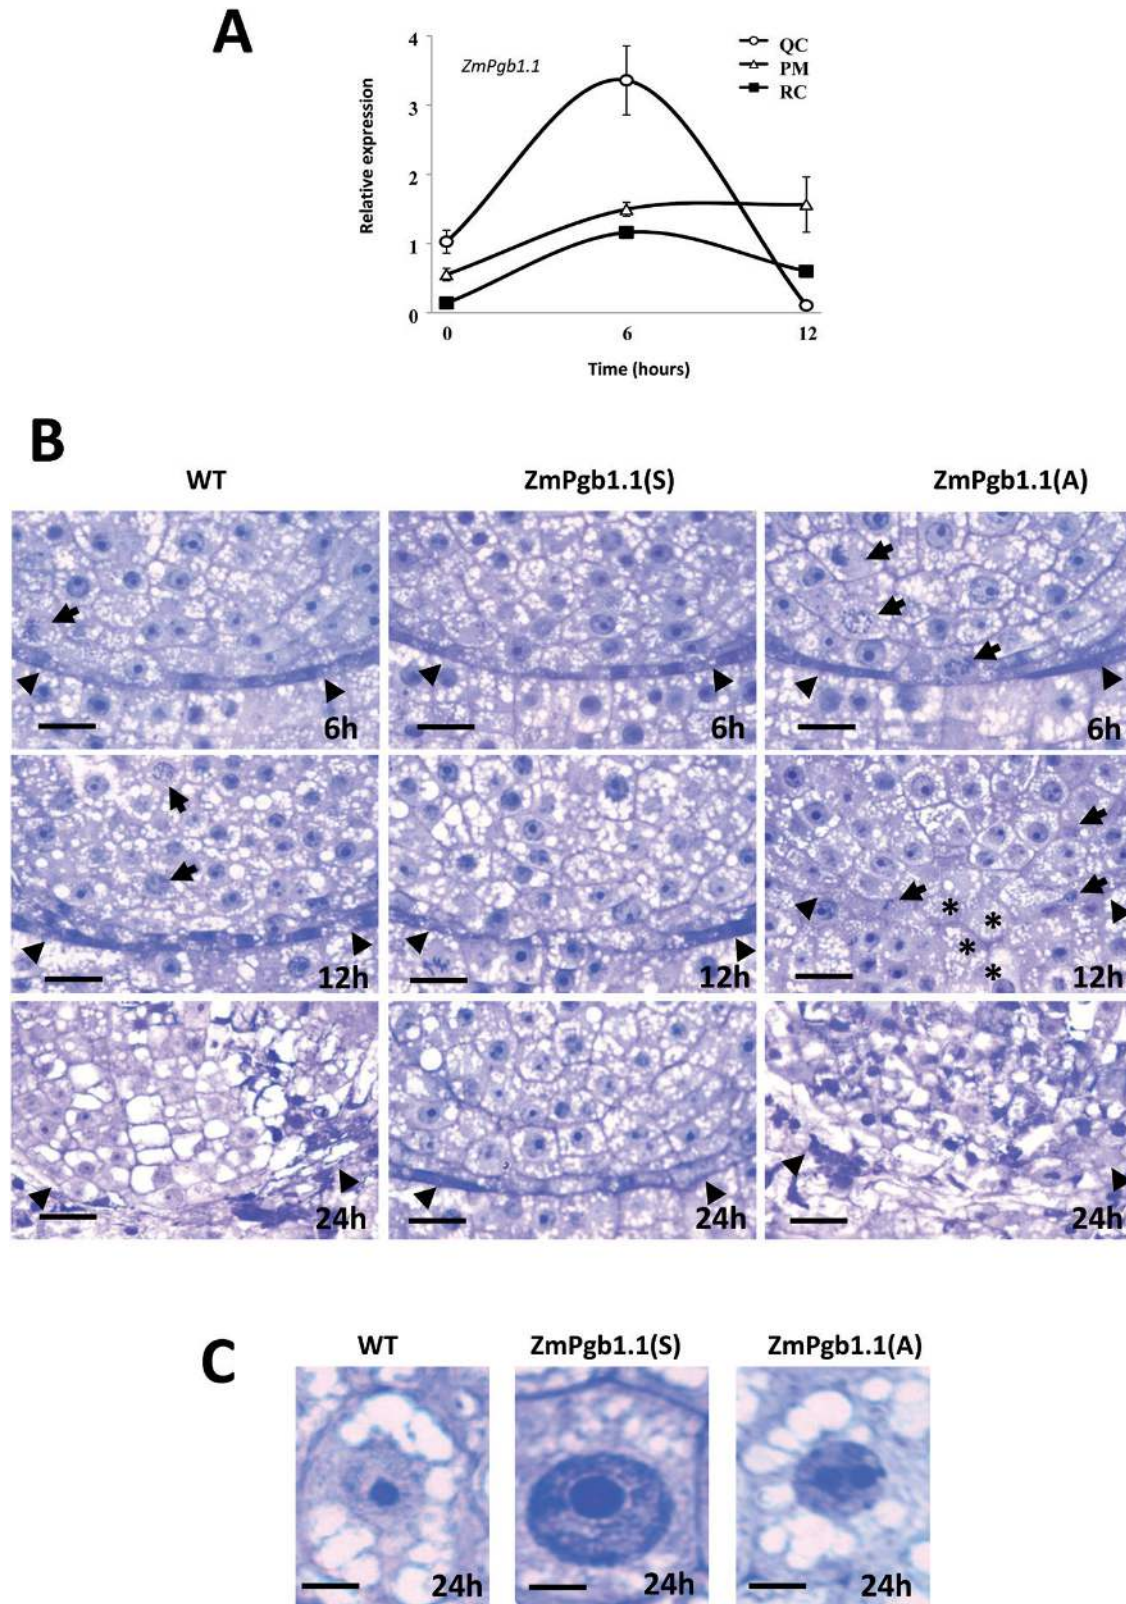 A
4
3
2
1
0
Relative expression
ZmPgb1.1
QC
PM
RC
0 6 12
Time (hours)
B
WT ZmPgb1.1(S) ZmPgb1.1(A)
6h 6h 6h
* * * *
12h 12h 12h
24h 24h 24h
C
WT ZmPgb1.1(S) ZmPgb1.1(A)
24h 24h 24h